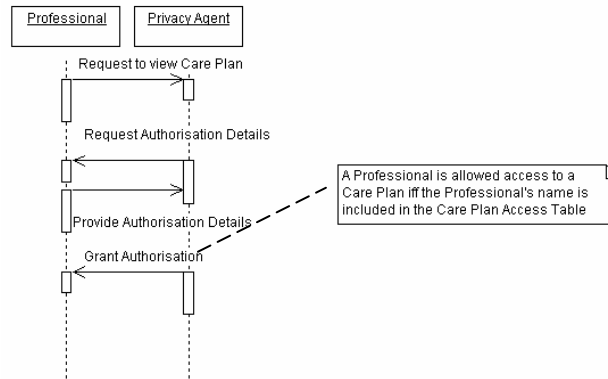 Professional
Privacy Agent
Request to view Care Plan
Request Authorisation Details
A Professional is allowed access to a
Care Plan iff the Professional's name is
included in the Care Plan Access Table
Provide Authorisation Details
Grant Authorisation